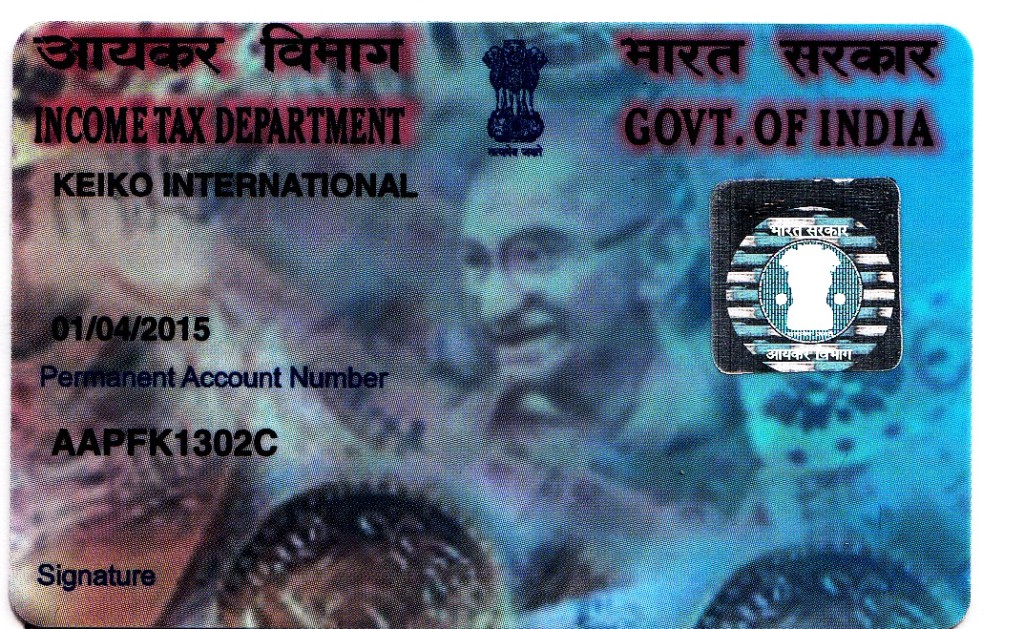 आयकर विभाग
भारत सरकार
INCOME TAX DEPARTMENT
GOVT. OF INDIA
सत्यमेव जयते
KEIKO INTERNATIONAL
भारत सरकार
आयकर विभाग
01/04/2015
Permanent Account Number
AAPFK1302C
Signature